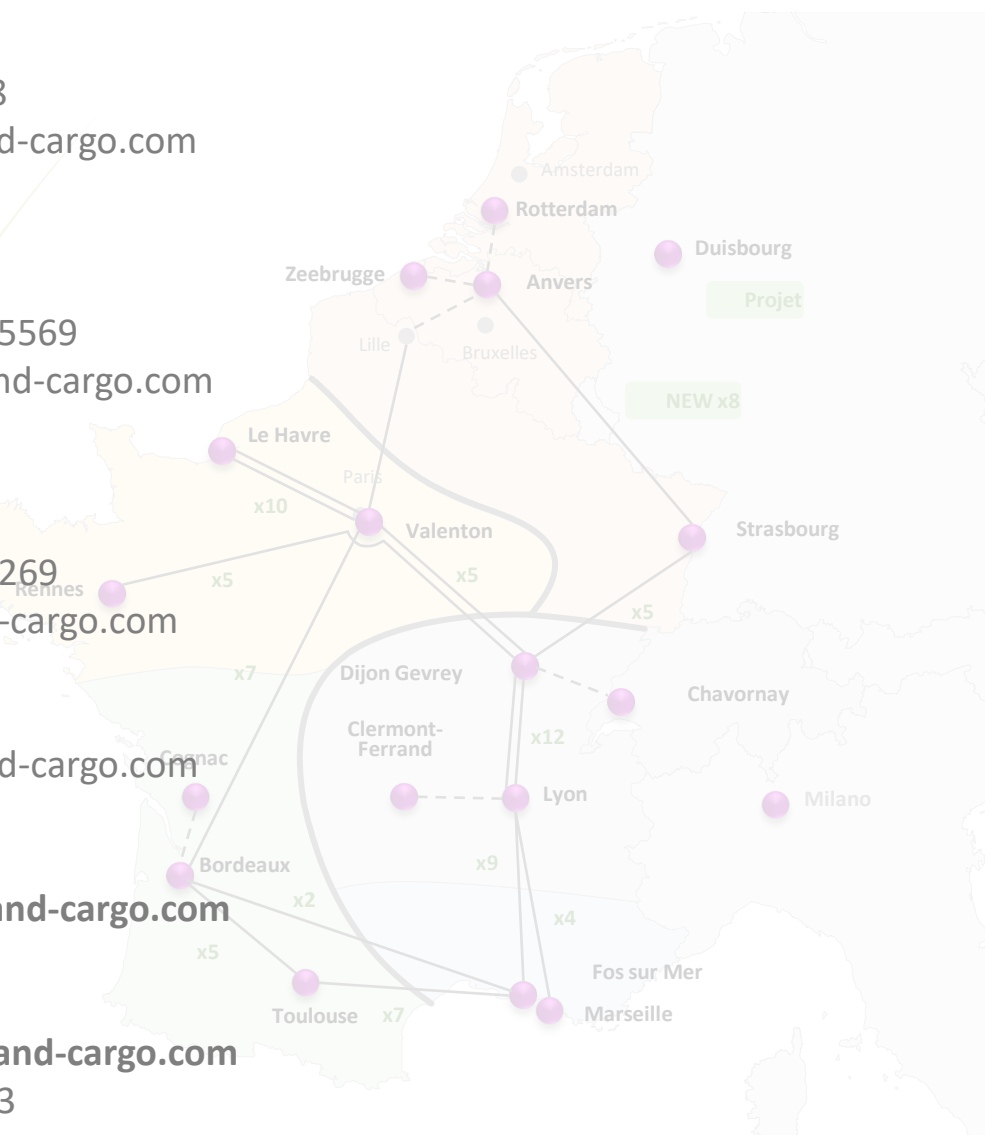 8
d-cargo.com
Amsterdam
Rotterdam
Duisbourg
Zeebrugge
Anvers
Projet
5569
Lille
Bruxelles
nd-cargo.com
NEW x8
Le Havre
Paris
x10
Valenton
Strasbourg
269
Rennes
x5
x5
-cargo.com
x5
x7
Dijon Gevrey
Chavornay
Clermont-
Ferrand
x12
d-cargo.com
Cognac
Lyon
Milano
Bordeaux
x9
x2
and-cargo.com
x4
x5
Fos sur Mer
Toulouse
x7
Marseille
and-cargo.com
3